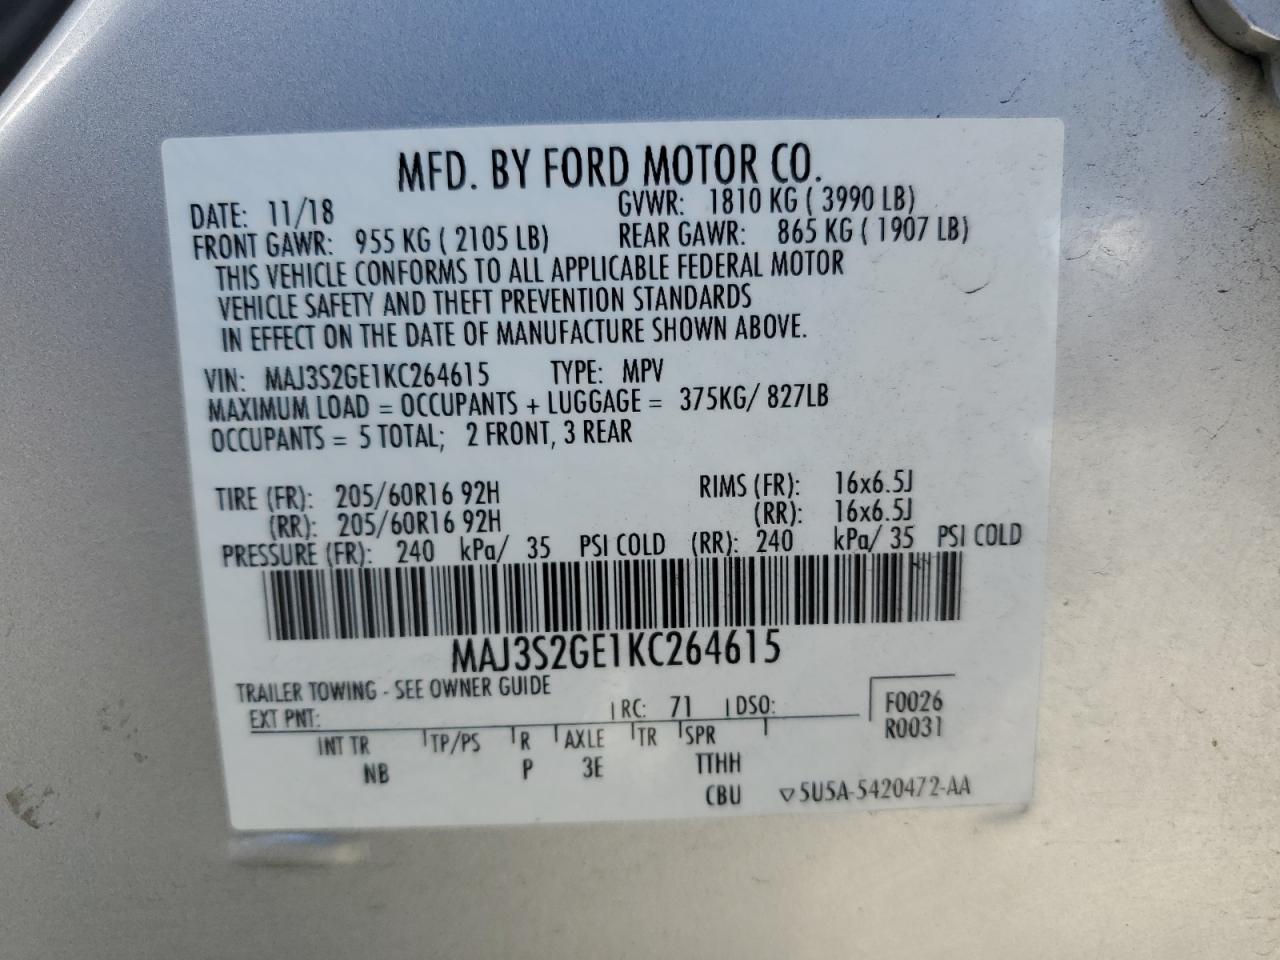 MFD. BY FORD MOTOR CO.
DATE: 11/18 GVWR: 1810 KG ( 3990 LB)
FRONT GAWR: 955 KG ( 2105 LB) REAR GAWR: 865 KG ( 1907 LB)
THIS VEHICLE CONFORMS TO ALL APPLICABLE FEDERAL MOTOR
VEHICLE SAFETY AND THEFT PREVENTION STANDARDS
IN EFFECT ON THE DATE OF MANUFACTURE SHOWN ABOVE.
VIN: MAJ3S2GE1KC264615 TYPE: MPV
MAXIMUM LOAD = OCCUPANTS + LUGGAGE = 375KG/ 827LB
OCCUPANTS = 5 TOTAL; 2 FRONT, 3 REAR
TIRE (FR): 205/60R16 92H RIMS (FR): 16x6.5J
(RR): 205/60R16 92H (RR): 16x6.5J
PRESSURE (FR): 240 kPa/ 35 PSI COLD (RR): 240 kPa/ 35 PSI COLD
MAJ3S2GE1KC264615
TRAILER TOWING - SEE OWNER GUIDE
EXT PNT: RC: 71 DSO: F0026
R0031
INT TR TP/PS R AXLE TR SPR
NB P 3E TTHH
CBU ▽5U5A-5420472-AA